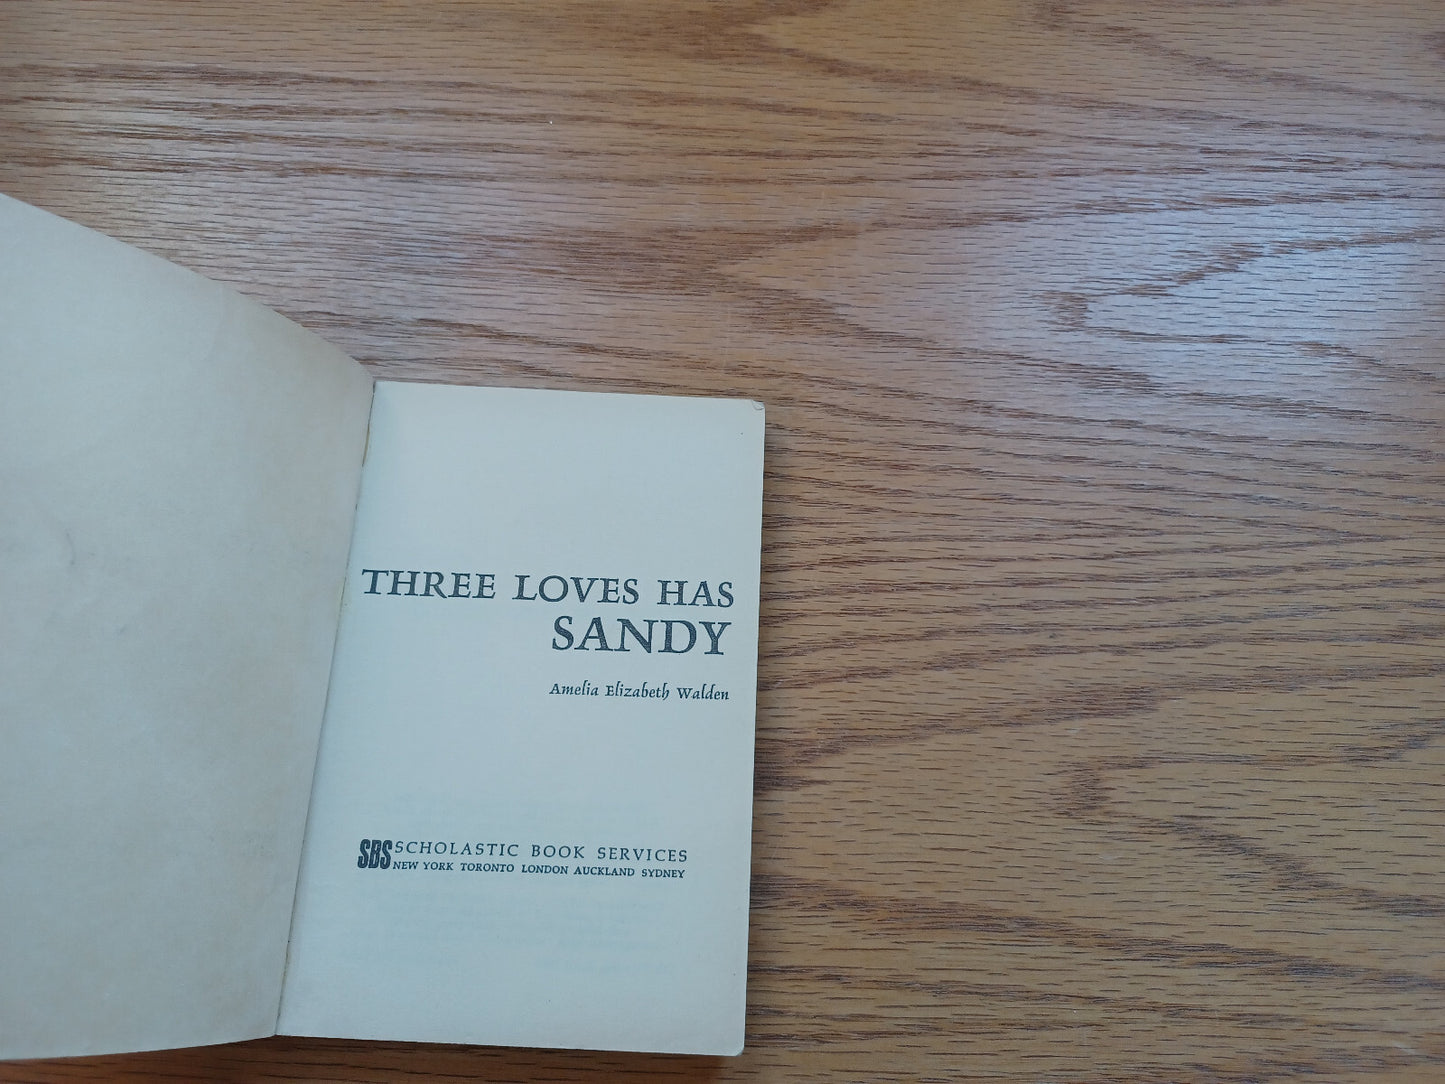 THREE LOVES HAS
SANDY
Amelia Elizabeth Walden
SBS SCHOLASTIC BOOK SERVICES
NEW YORK TORONTO LONDON AUCKLAND SYDNEY